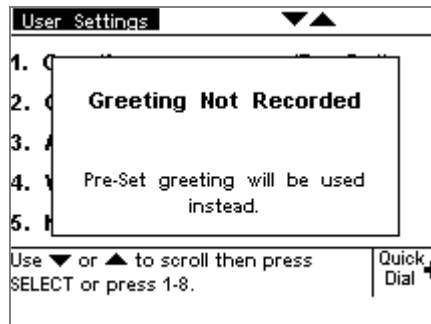 User Settings ▼▲
1.
Greeting Not Recorded
2.
3.
4.
Pre-Set greeting will be used
instead.
5.
Use ▼ or ▲ to scroll then press
SELECT or press 1-8.
Quick
Dial